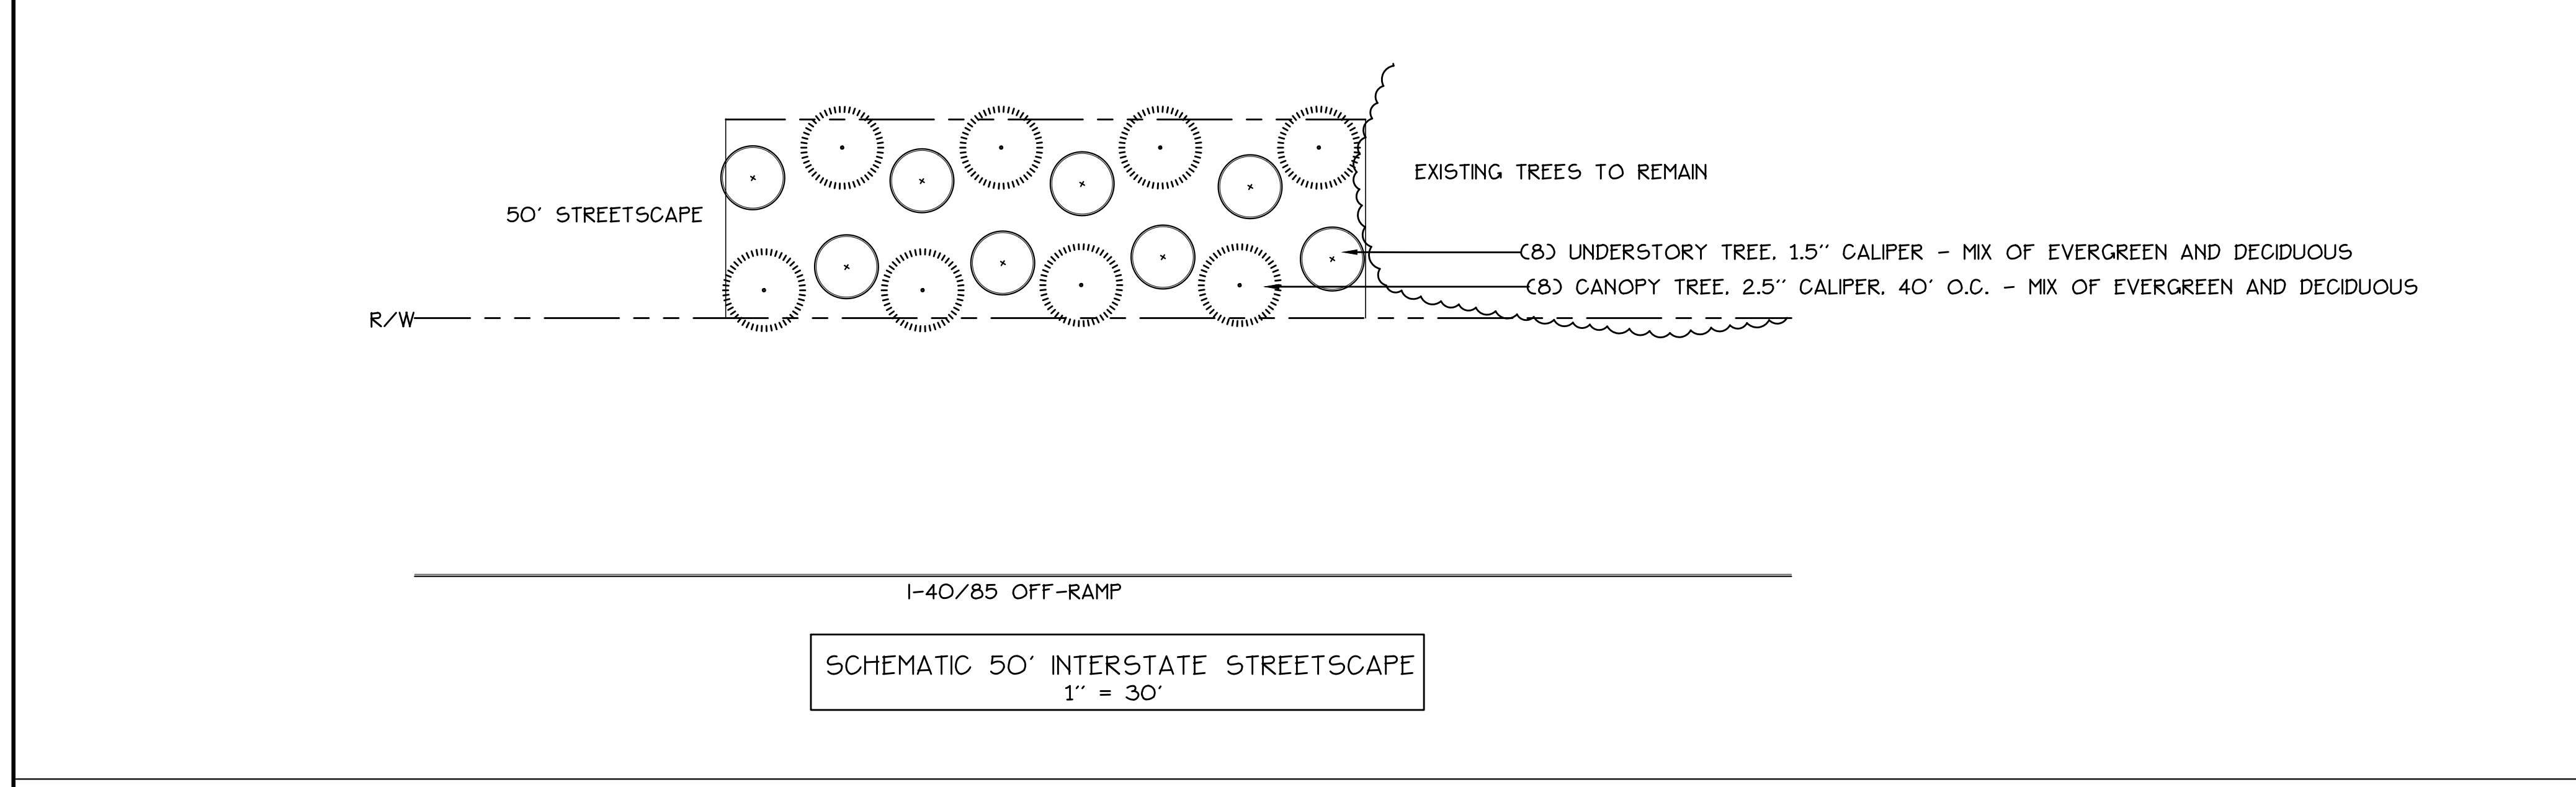 EXISTING TREES TO REMAIN
50' STREETSCAPE
(8) UNDERSTORY TREE, 1.5" CALIPER - MIX OF EVERGREEN AND DECIDUOUS
(8) CANOPY TREE, 2.5" CALIPER, 40' O.C. - MIX OF EVERGREEN AND DECIDUOUS
R/W
I-40/85 OFF-RAMP
SCHEMATIC 50' INTERSTATE STREETSCAPE
1" = 30'